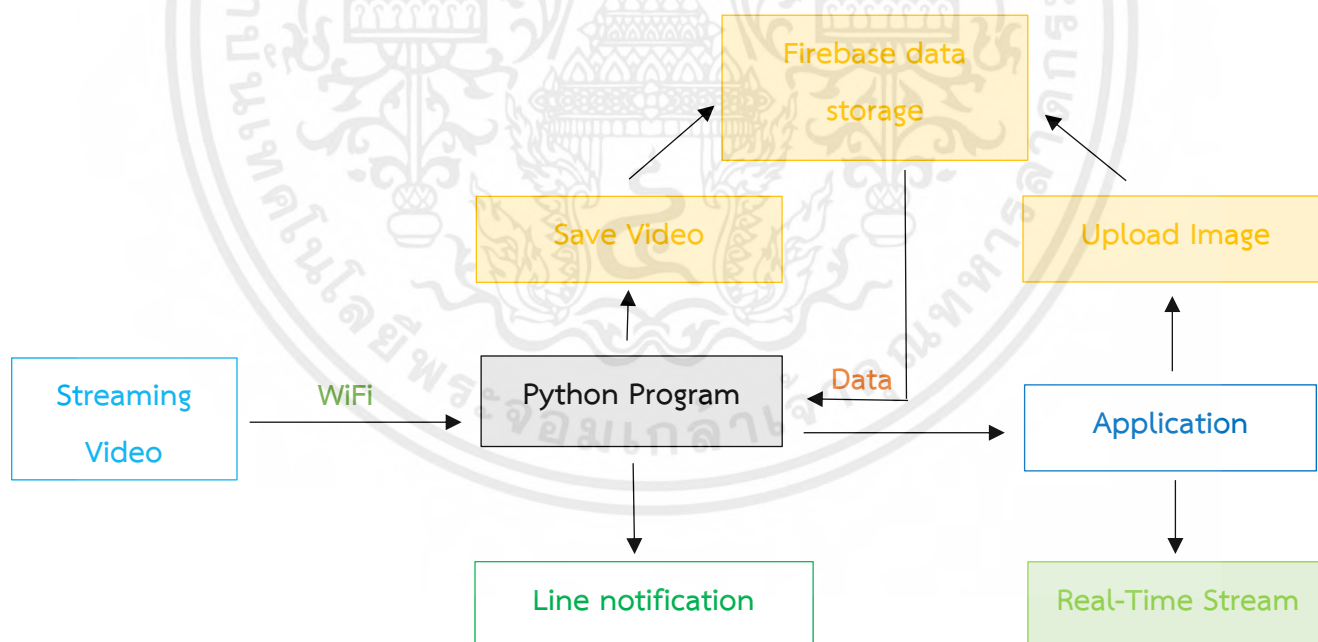 Firebase data
storage
Save Video
Upload Image
Streaming
Video
WiFi
Python Program
Data
Application
Line notification
Real-Time Stream